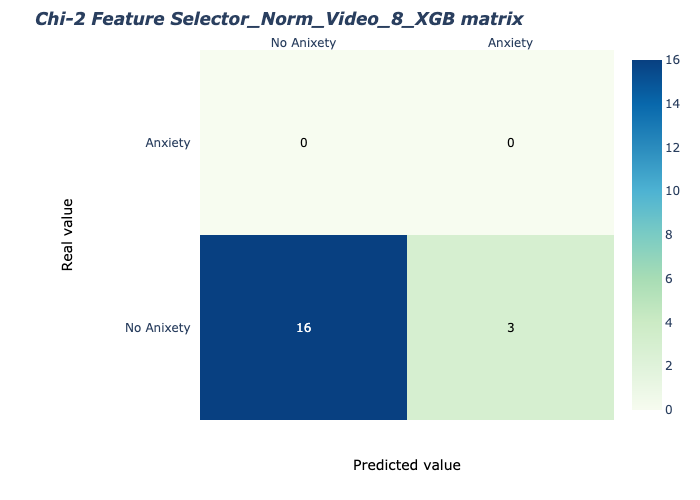 Chi-2 Feature Selector_Norm_Video_8_XGB matrix
No Anixety Anxiety
16
14
12
10
8
6
4
2
0
Anxiety 0 0
Real value
No Anixety 16 3
Predicted value